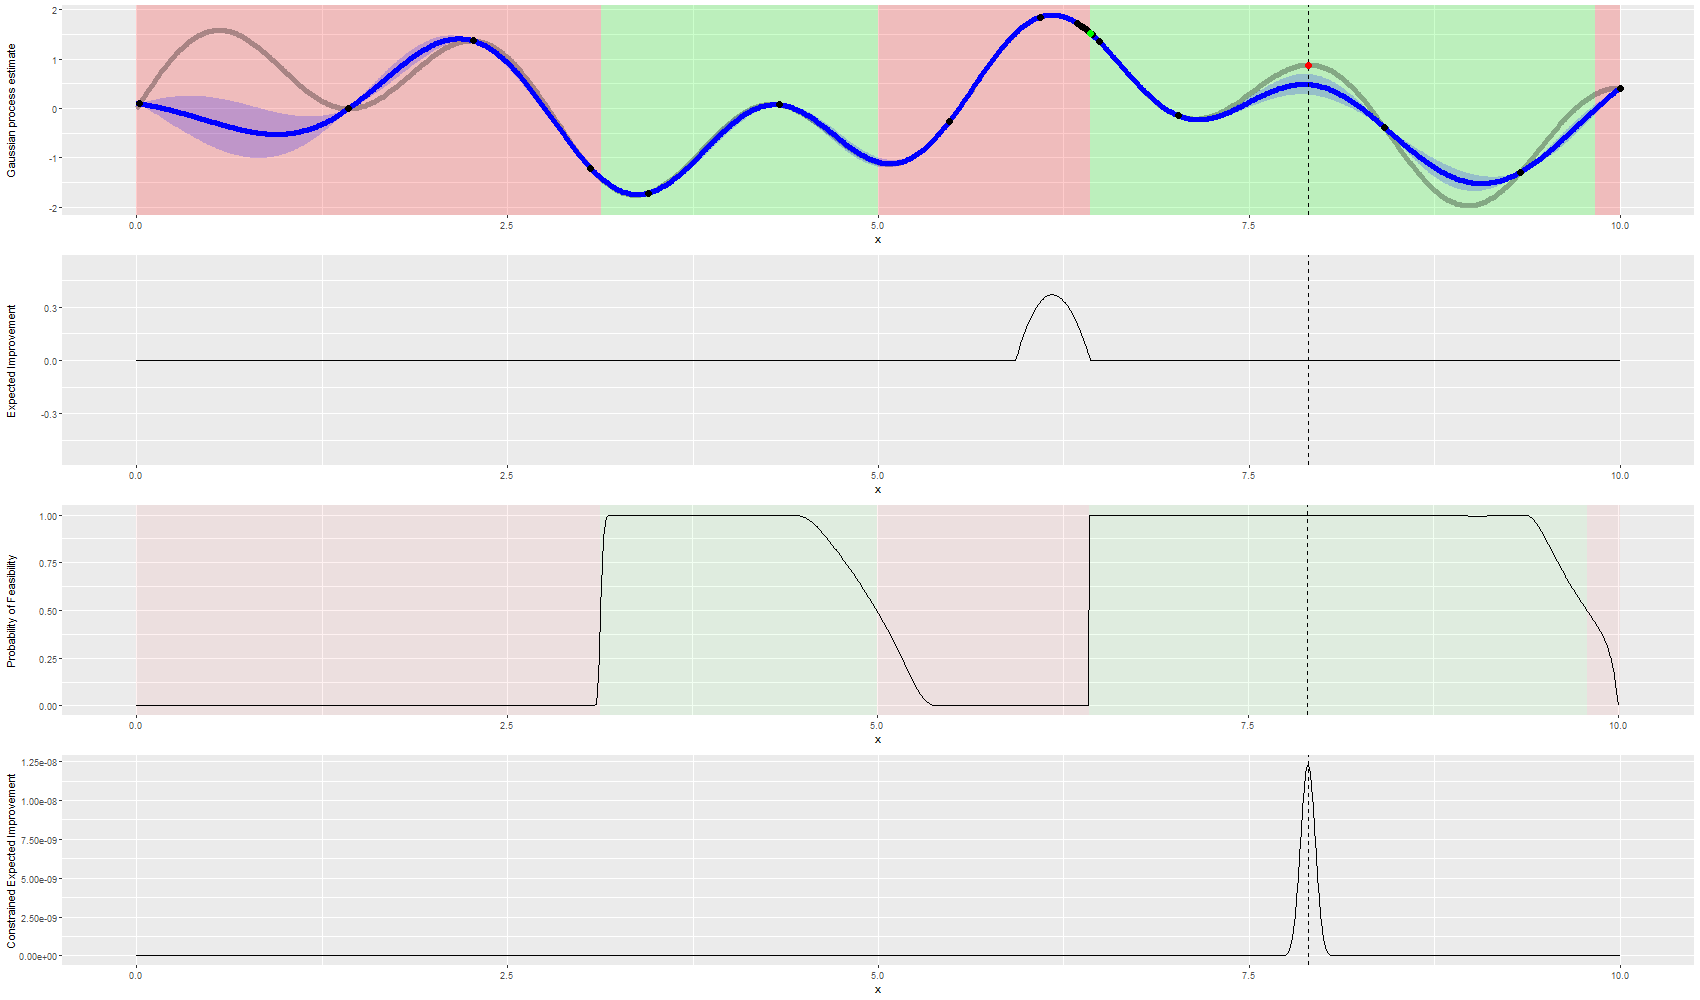 Gaussian process estimate
2
1
0
-1
-2
0.0 2.5 5.0 7.5 10.0
x
Expected Improvement
0.3
0.0
-0.3
0.0 2.5 5.0 7.5 10.0
x
Probability of Feasibility
1.00
0.75
0.50
0.25
0.00
0.0 2.5 5.0 7.5 10.0
x
Constrained Expected Improvement
1.25e-08
1.00e-08
7.50e-09
5.00e-09
2.50e-09
0.00e+00
0.0 2.5 5.0 7.5 10.0
x